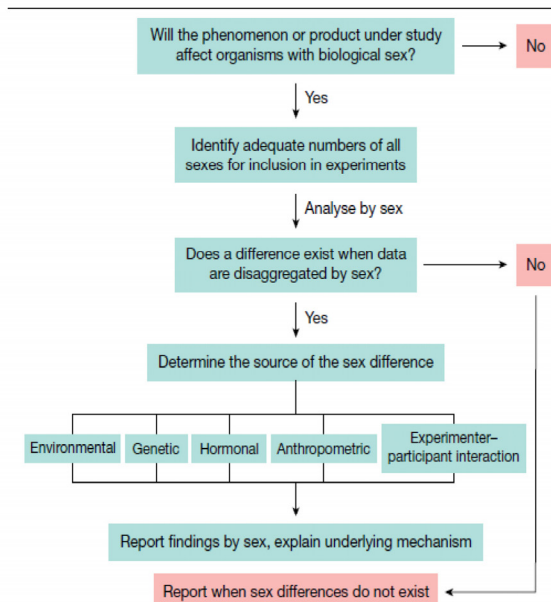 Will the phenomenon or product under study
affect organisms with biological sex?
No
Yes
Identify adequate numbers of all
sexes for inclusion in experiments
Analyse by sex
Does a difference exist when data
are disaggregated by sex?
No
Yes
Determine the source of the sex difference
Environmental
Genetic
Hormonal
Anthropometric
Experimenter–
participant interaction
Report findings by sex, explain underlying mechanism
Report when sex differences do not exist